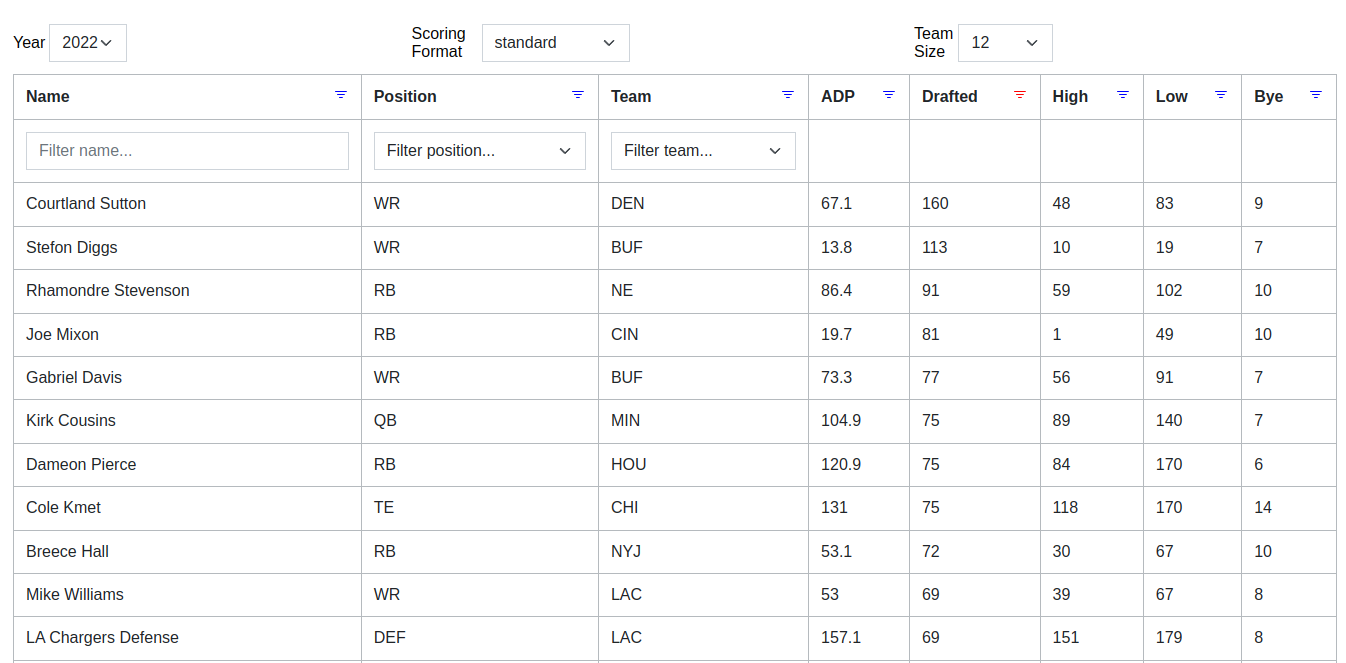 Year 2022 Scoring Format standard Team Size 12
Name Position Team ADP Drafted High Low Bye
Filter name... Filter position... Filter team...
Courtland Sutton WR DEN 67.1 160 48 83 9
Stefon Diggs WR BUF 13.8 113 10 19 7
Rhamondre Stevenson RB NE 86.4 91 59 102 10
Joe Mixon RB CIN 19.7 81 1 49 10
Gabriel Davis WR BUF 73.3 77 56 91 7
Kirk Cousins QB MIN 104.9 75 89 140 7
Dameon Pierce RB HOU 120.9 75 84 170 6
Cole Kmet TE CHI 131 75 118 170 14
Breece Hall RB NYJ 53.1 72 30 67 10
Mike Williams WR LAC 53 69 39 67 8
LA Chargers Defense DEF LAC 157.1 69 151 179 8